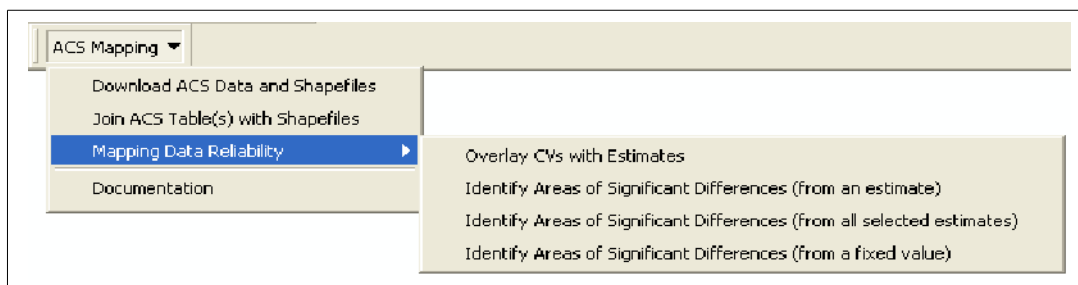 ACS Mapping
Download ACS Data and Shapefiles
Join ACS Table(s) with Shapefiles
Mapping Data Reliability
Documentation
Overlay CVs with Estimates
Identify Areas of Significant Differences (from an estimate)
Identify Areas of Significant Differences (from all selected estimates)
Identify Areas of Significant Differences (from a fixed value)